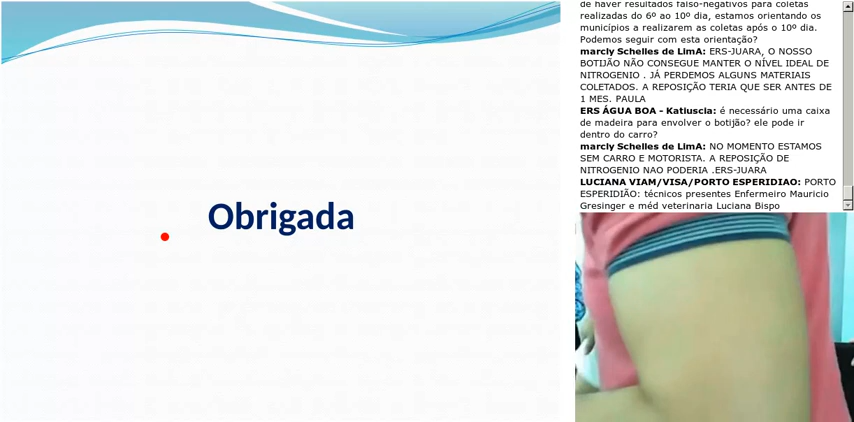 Obrigada
de haver resultados falso-negativos para coletas
realizadas do 6º ao 10º dia, estamos orientando os
municípios a realizarem as coletas após o 10º dia.
Podemos seguir com esta orientação?
marcly Schelles de LimA: ERS-JUARA, O NOSSO
BOTIJÃO NÃO CONSEGUE MANTER O NÍVEL IDEAL DE
NITROGENIO . JÁ PERDEMOS ALGUNS MATERIAIS
COLETADOS. A REPOSIÇÃO TERIA QUE SER ANTES DE
1 MES. PAULA
ERS ÁGUA BOA - Katiuscia: é necessário uma caixa
de madeira para envolver o botijão? ele pode ir
dentro do carro?
marcly Schelles de LimA: NO MOMENTO ESTAMOS
SEM CARRO E MOTORISTA. A REPOSIÇÃO DE
NITROGENIO NAO PODERIA .ERS-JUARA
LUCIANA VIAM/VISA/PORTO ESPERIDIAO: PORTO
ESPERIDIÃO: técnicos presentes Enfermeiro Mauricio
Gresinger e méd veterinaria Luciana Bispo